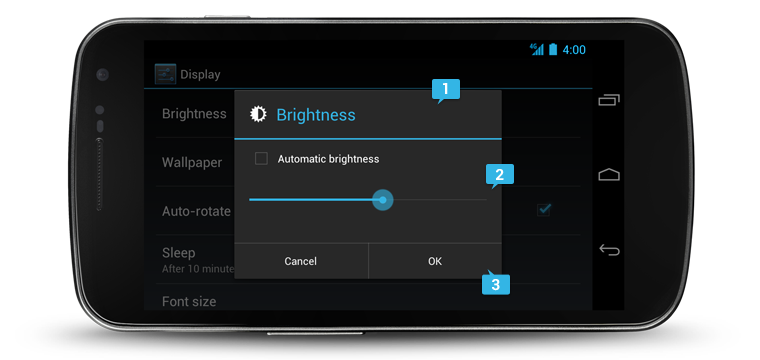 4G 4:00
Display
1
Brightness
Brightness
Wallpaper
Automatic brightness
2
Auto-rotate
Sleep
After 10 minute
Cancel
OK
3
Font size